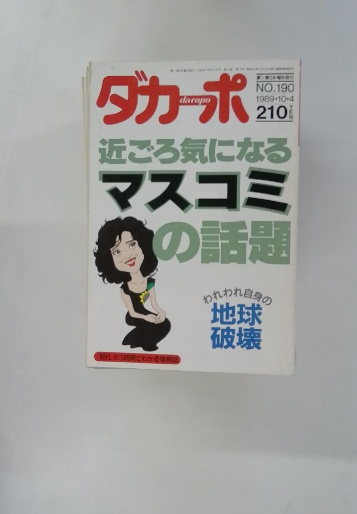 ダカーポ
dacapo
NO.190
1989・10・4
210
近ごろ気になる
マスコミ
の話題
われわれ自身の
地球
破壊